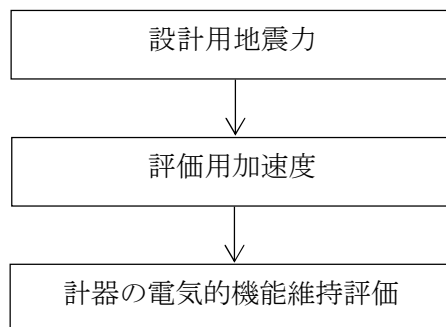 設計用地震力
評価用加速度
計器の電気的機能維持評価